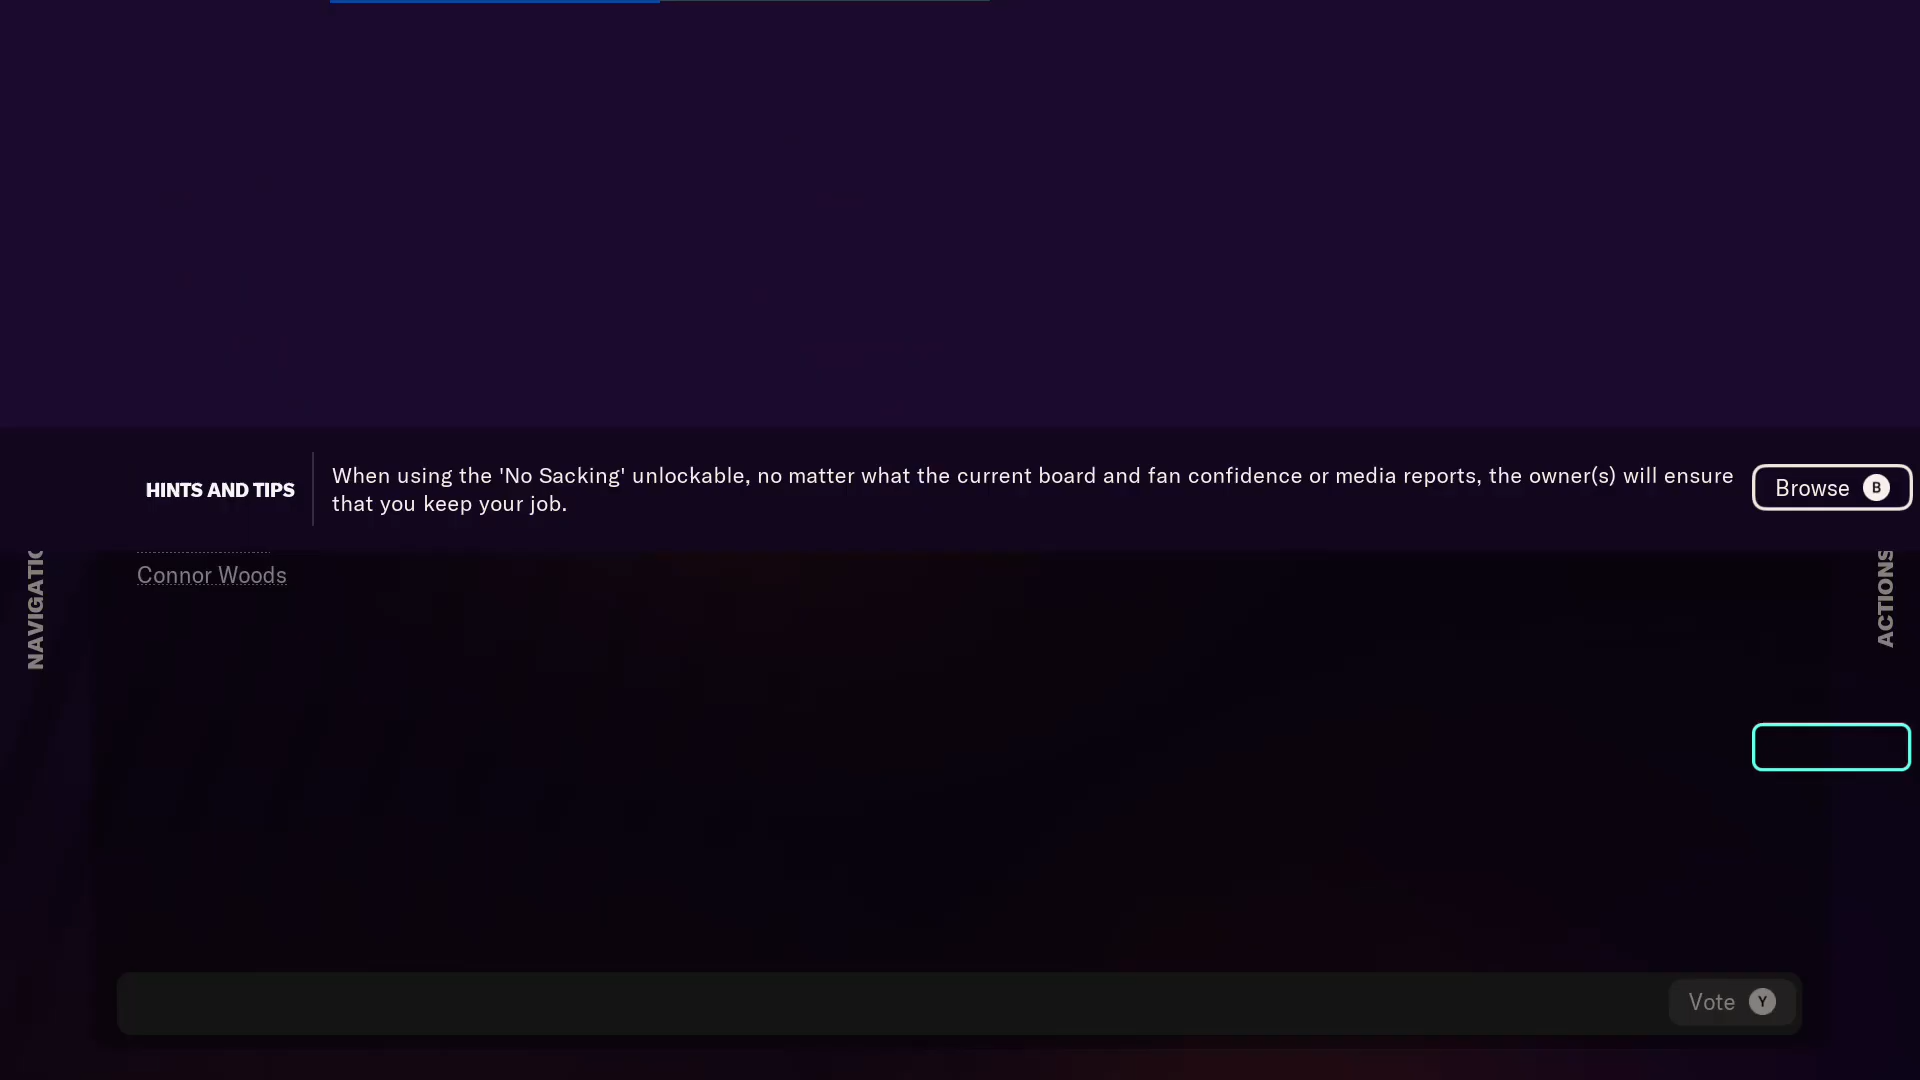 HINTS AND TIPS
When using the 'No Sacking' unlockable, no matter what the current board and fan confidence or media reports, the owner(s) will ensure
that you keep your job.
Browse B
Connor Woods
ACTIONS
Vote Y